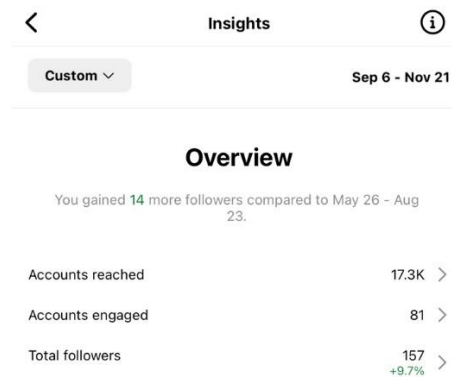 Insights
Custom
Sep 6 - Nov 21
Overview
You gained 14 more followers compared to May 26 - Aug
23.
Accounts reached 17.3K
Accounts engaged 81
Total followers 157
+9.7%